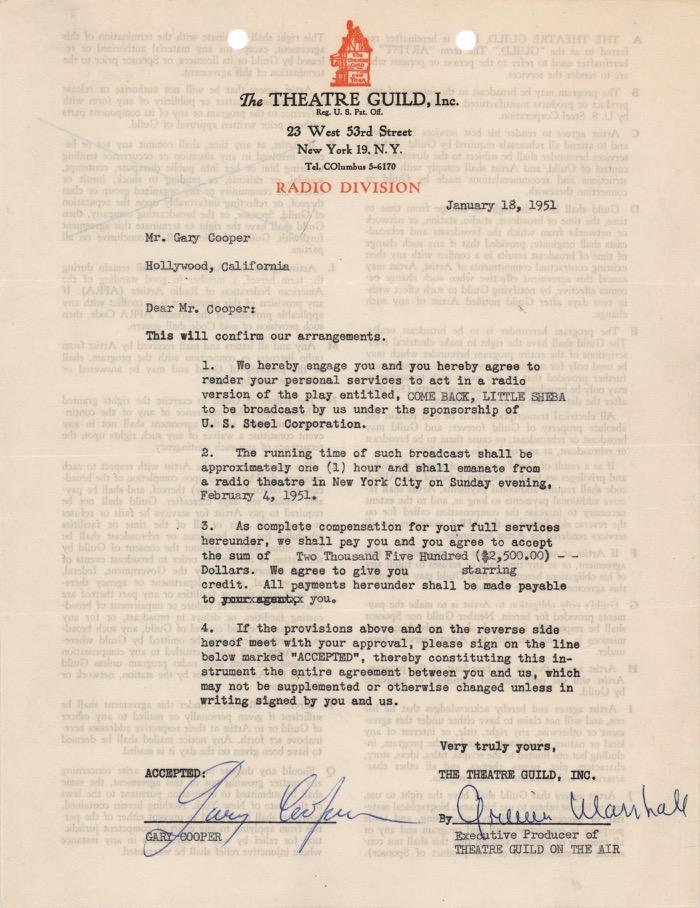 The THEATRE GUILD, Inc.
Reg. U. S. Pat. Off.
23 West 53rd Street
New York 19, N. Y.
Tel. COlumbus 5-6170
RADIO DIVISION
January 18, 1951
Mr. Gary Cooper
Hollywood, California
Dear Mr. Cooper:
This will confirm our arrangements.
1. We hereby engage you and you hereby agree to
render your personal services to act in a radio
version of the play entitled, COME BACK, LITTLE SHEBA
to be broadcast by us under the sponsorship of
U. S. Steel Corporation.
2. The running time of such broadcast shall be
approximately one (1) hour and shall emanate from
a radio theatre in New York City on Sunday evening,
February 4, 1951.
3. As complete compensation for your full services
hereunder, we shall pay you and you agree to accept
the sum of Two Thousand Five Hundred ($2,500.00) - -
Dollars. We agree to give you starring
credit. All payments hereunder shall be made payable
to your agent you.
4. If the provisions above and on the reverse side
hereof meet with your approval, please sign on the line
below marked "ACCEPTED", thereby constituting this in-
strument the entire agreement between you and us, which
may not be supplemented or otherwise changed unless in
writing signed by you and us.
Very truly yours,
ACCEPTED:
THE THEATRE GUILD, INC.
Gary Cooper
GARY COOPER
By Marshall
Executive Producer of
THEATRE GUILD ON THE AIR